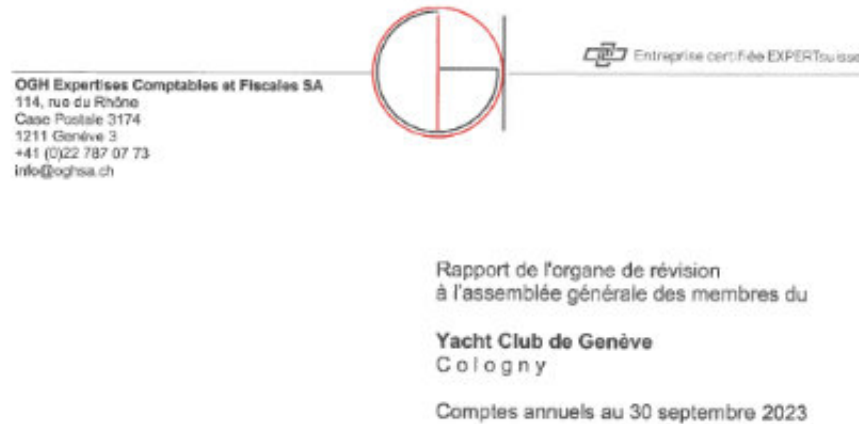 Entreprise certifiée EXPERTsuisse
OGH Expertises Comptables et Fiscales SA
114, rue du Rhône
Case Postale 3174
1211 Genève 3
+41 (0)22 787 07 73
info@oghsa.ch
Rapport de l'organe de révision
à l'assemblée générale des membres du
Yacht Club de Genève
C o l o g n y
Comptes annuels au 30 septembre 2023